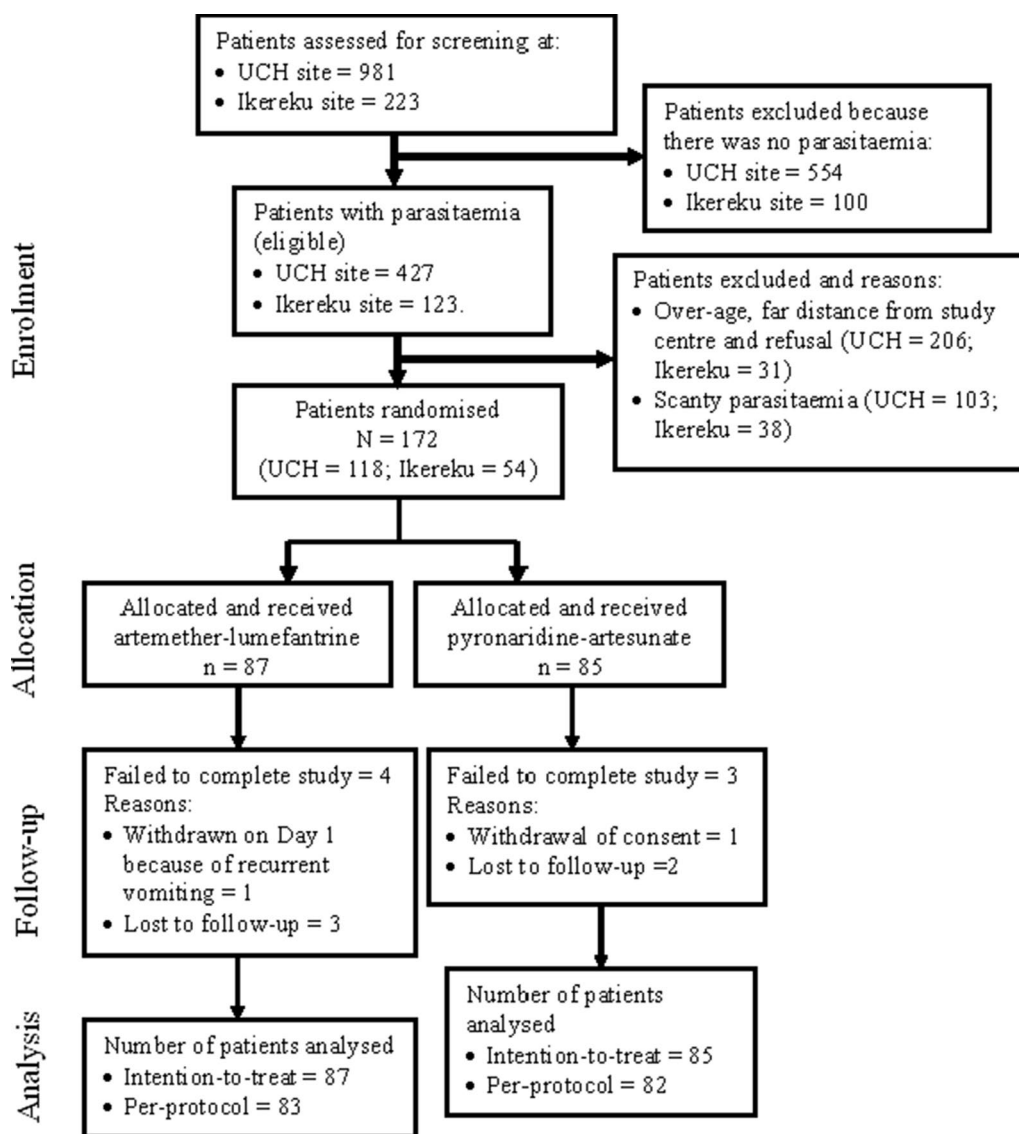 Patients assessed for screening at:
• UCH site = 981
• Ikereku site = 223
Patients excluded because
there was no parasitaemia:
• UCH site = 554
• Ikereku site = 100
Enrolment
Patients with parasitaemia
(eligible)
• UCH site = 427
• Ikereku site = 123.
Patients excluded and reasons:
• Over-age, far distance from study
centre and refusal (UCH = 206;
Ikereku = 31)
• Scanty parasitaemia (UCH = 103;
Ikereku = 38)
Patients randomised
N = 172
(UCH = 118; Ikereku = 54)
Allocation
Allocated and received
artemether-lumefantrine
n = 87
Allocated and received
pyronaridine-artesunate
n = 85
Follow-up
Failed to complete study = 4
Reasons:
• Withdrawn on Day 1
because of recurrent
vomiting = 1
• Lost to follow-up = 3
Failed to complete study = 3
Reasons:
• Withdrawal of consent = 1
• Lost to follow-up =2
Analysis
Number of patients analysed
• Intention-to-treat = 87
• Per-protocol = 83
Number of patients
analysed
• Intention-to-treat = 85
• Per-protocol = 82